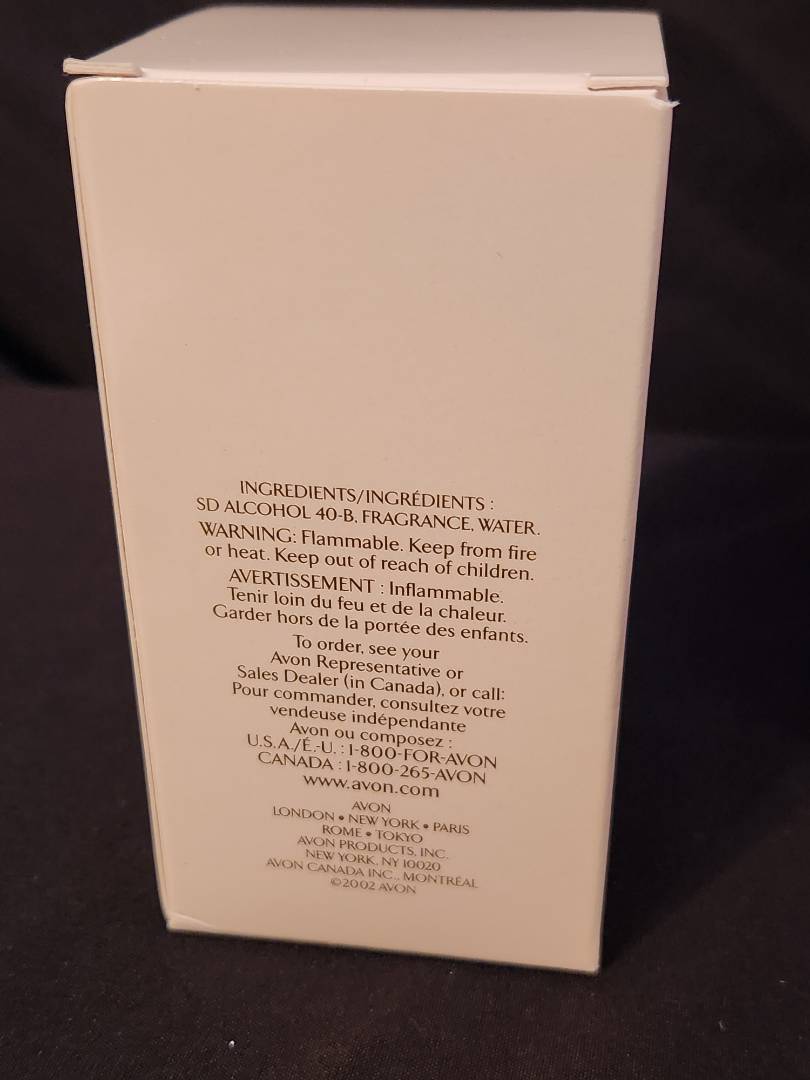 INGREDIENTS/INGRÉDIENTS :
SD ALCOHOL 40-B, FRAGRANCE, WATER.
WARNING: Flammable. Keep from fire
or heat. Keep out of reach of children.
AVERTISSEMENT : Inflammable.
Tenir loin du feu et de la chaleur.
Garder hors de la portée des enfants.
To order, see your
Avon Representative or
Sales Dealer (in Canada), or call:
Pour commander, consultez votre
vendeuse indépendante
Avon ou composez :
U.S.A./É.-U. : 1-800-FOR-AVON
CANADA : 1-800-265-AVON
www.avon.com
AVON
LONDON • NEW YORK • PARIS
ROME • TOKYO
AVON PRODUCTS, INC.
NEW YORK, NY 10020
AVON CANADA INC., MONTRÉAL
©2002 AVON